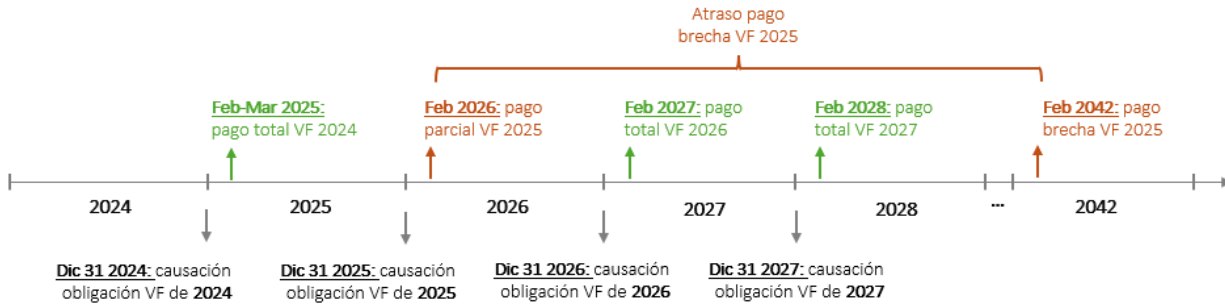 Atraso pago
brecha VF 2025
Feb-Mar 2025:
pago total VF 2024
Feb 2026: pago
parcial VF 2025
Feb 2027: pago
total VF 2026
Feb 2028: pago
total VF 2027
Feb 2042: pago
brecha VF 2025
2024
2025
2026
2027
2028
...
2042
Dic 31 2024: causación
obligación VF de 2024
Dic 31 2025: causación
obligación VF de 2025
Dic 31 2026: causación
obligación VF de 2026
Dic 31 2027: causación
obligación VF de 2027